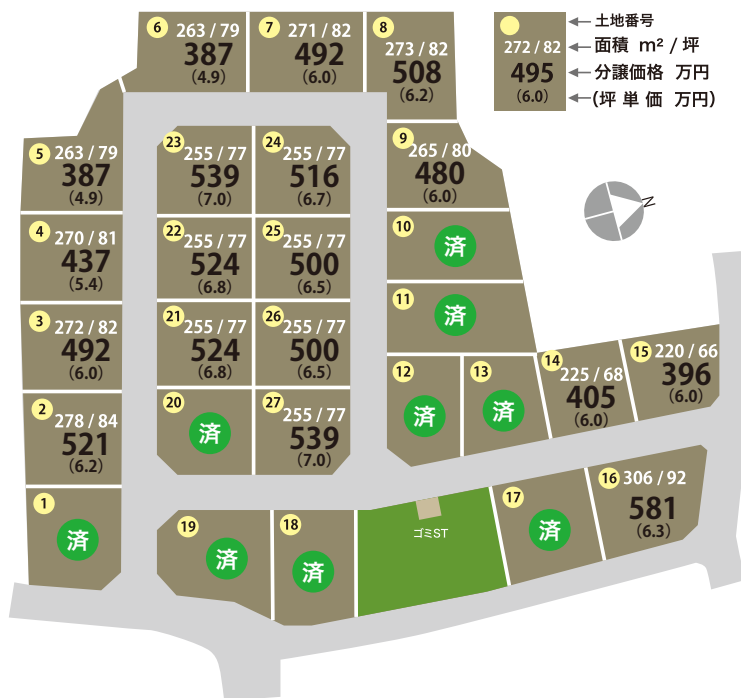 土地番号
272 / 82
面積 m² / 坪
495
分譲価格 万円
(6.0)
(坪単価 万円)
6
263 / 79
387
(4.9)
7
271 / 82
492
(6.0)
8
273 / 82
508
(6.2)
5
263 / 79
387
(4.9)
23
255 / 77
539
(7.0)
24
255 / 77
516
(6.7)
9
265 / 80
480
(6.0)
N
4
270 / 81
437
(5.4)
22
255 / 77
524
(6.8)
25
255 / 77
500
(6.5)
10
済
3
272 / 82
492
(6.0)
21
255 / 77
524
(6.8)
26
255 / 77
500
(6.5)
11
済
2
278 / 84
521
(6.2)
20
済
27
255 / 77
539
(7.0)
12
済
13
済
14
225 / 68
405
(6.0)
15
220 / 66
396
(6.0)
1
済
19
済
18
済
ゴミST
17
済
16
306 / 92
581
(6.3)